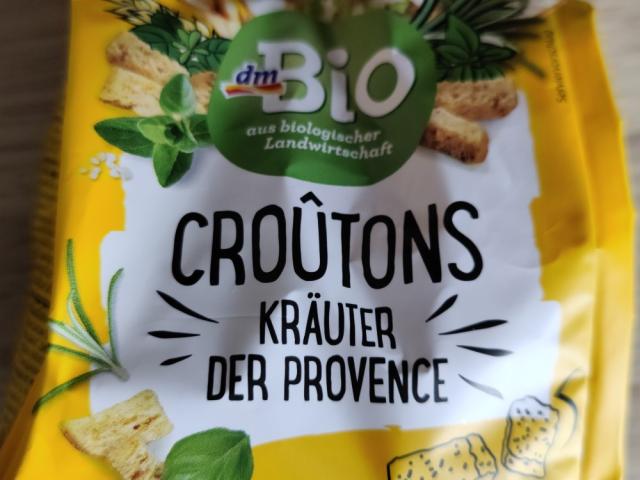 dm
BiO
aus biologischer
Landwirtschaft
CROÛTONS
KRÄUTER
DER PROVENCE